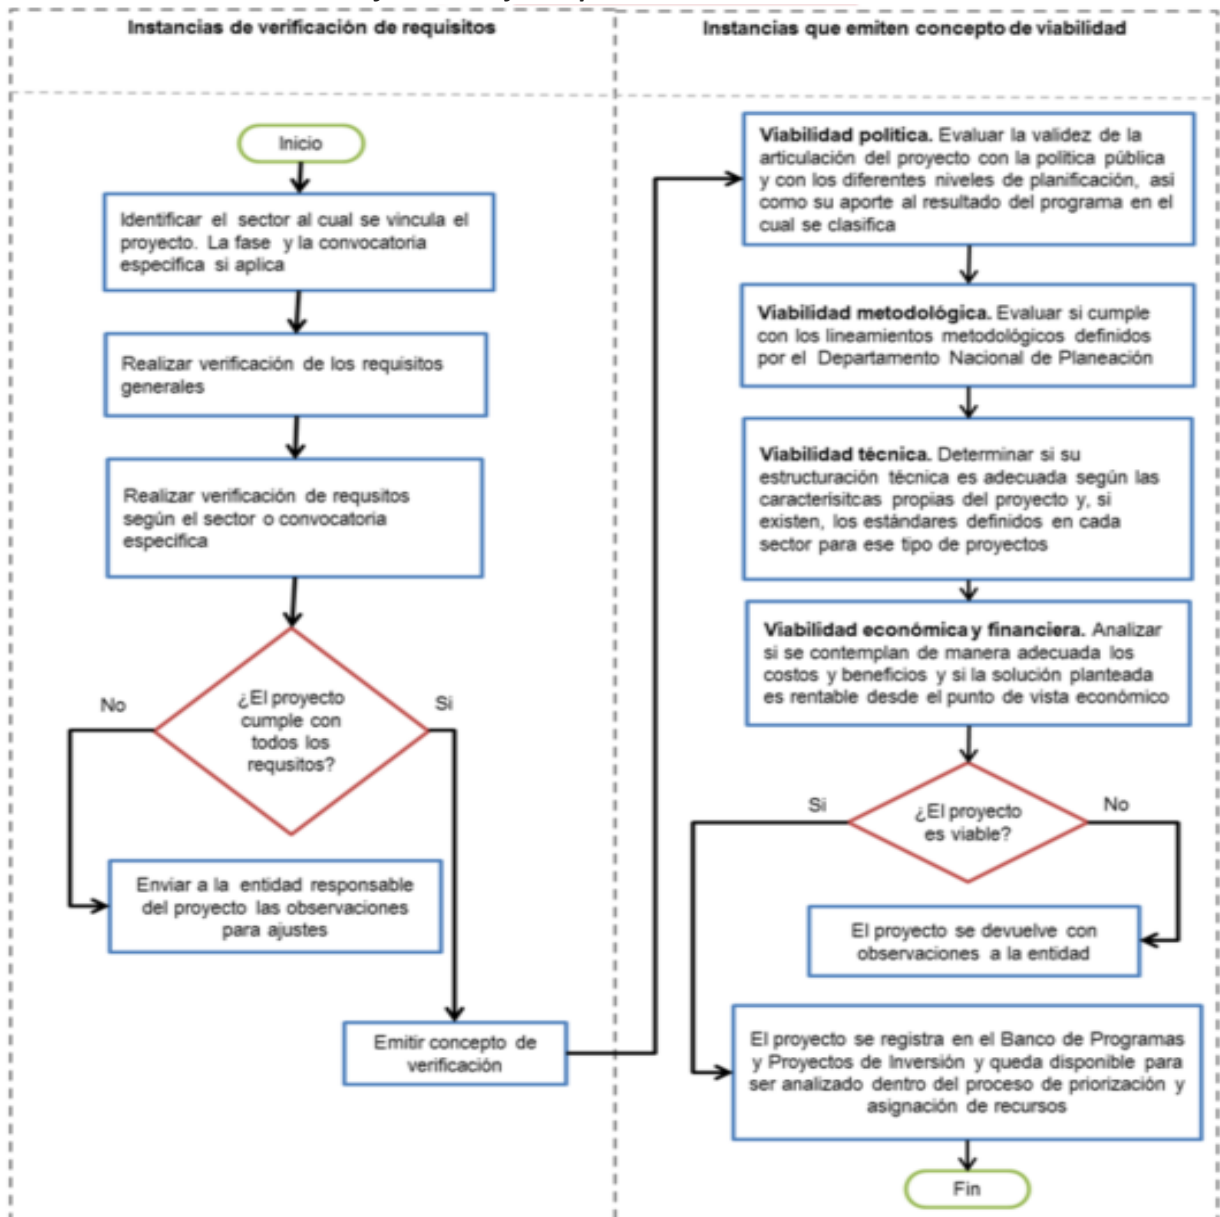 Instancias de verificación de requisitos
Inicio
Identificar el sector al cual se vincula el
proyecto. La fase y la convocatoria
especifica si aplica
Realizar verificación de los requisitos
generales
Realizar verificación de requsitos
según el sector o convocatoria
específica
¿El proyecto
cumple con
todos los
requsitos?
No
Si
Enviar a la entidad responsable
del proyecto las observaciones
para ajustes
Emitir concepto de
verificación
Instancias que emiten concepto de viabilidad
Viabilidad política. Evaluar la validez de la
articulación del proyecto con la política pública
y con los diferentes niveles de planificación, así
como su aporte al resultado del programa en el
cual se clasifica
Viabilidad metodológica. Evaluar si cumple
con los lineamientos metodológicos definidos
por el Departamento Nacional de Planeación
Viabilidad técnica. Determinar si su
estructuración técnica es adecuada según las
caracterísitcas propias del proyecto y, si
existen, los estándares definidos en cada
sector para ese tipo de proyectos
Viabilidad económica y financiera. Analizar
si se contemplan de manera adecuada los
costos y beneficios y si la solución planteada
es rentable desde el punto de vista económico
Si
¿El proyecto
es viable?
No
El proyecto se devuelve con
observaciones a la entidad
El proyecto se registra en el Banco de Programas
y Proyectos de Inversión y queda disponible para
ser analizado dentro del proceso de priorización y
asignación de recursos
Fin